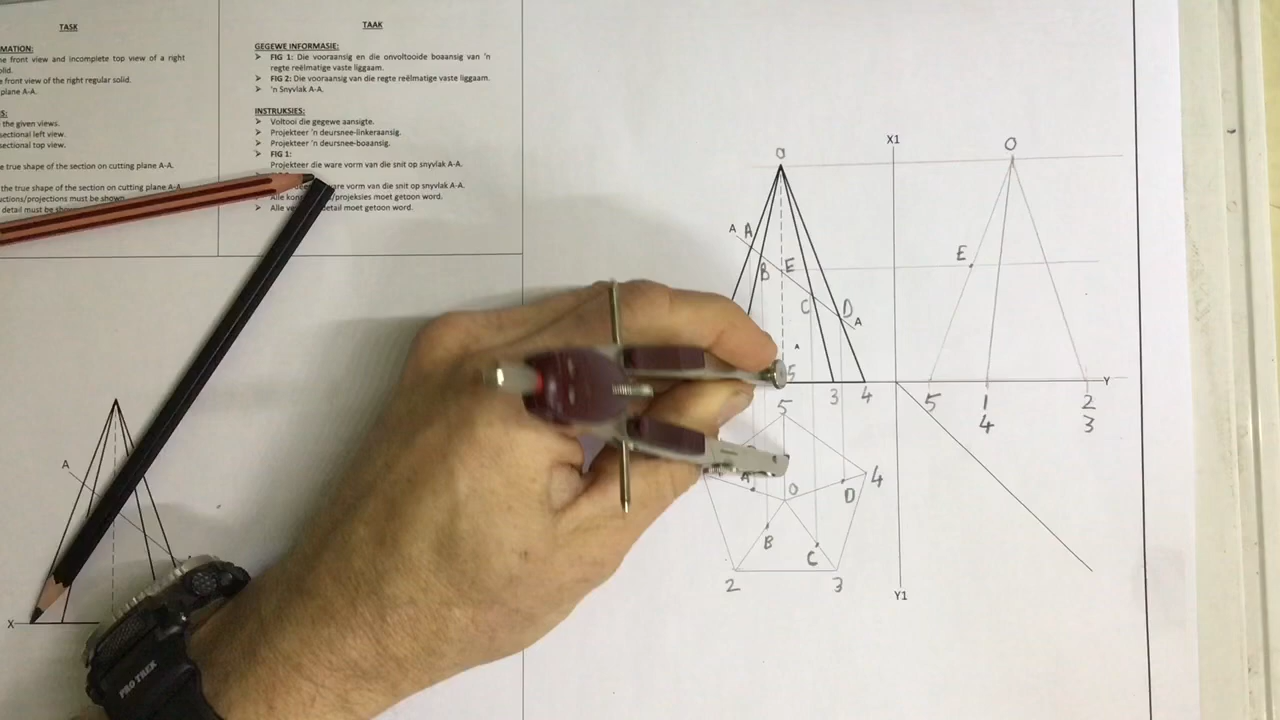 TASK
MATION:
e front view and incomplete top view of a right
olid.
e front view of the right regular solid.
plane A-A.
S:
the given views.
sectional left view.
sectional top view.
e true shape of the section on cutting plane A-A.
the true shape of the section on cutting plane A-A
uctions/projections must be shown
detail must be
TAAK
GEGEWE INFORMASIE:
➤ FIG 1: Die vooraansig en die onvoltooide boaansig van 'n
regte reëlmatige vaste liggaam.
➤ FIG 2: Die vooraansig van die regte reëlmatige vaste liggaam.
➤ 'n Snyvlak A-A.
INSTRUKSIES:
➤ Voltooi die gegewe aansigte.
➤ Projekteer 'n deursnee-linkeraansig.
➤ Projekteer 'n deursnee-boaansig.
➤ FIG 1:
Projekteer die ware vorm van die snit op snyvlak A-A.
ware vorm van die snit op snyvlak A-A.
Alle /projeksies moet getoon word.
➤ Alle detail moet getoon word.
A
X
O
A
A
B
E
C
D
A
A
5
3
4
X1
O
E
5
1
4
2
3
Y
5
4
A
O
D
B
C
2
3
Y1
PRO TREK